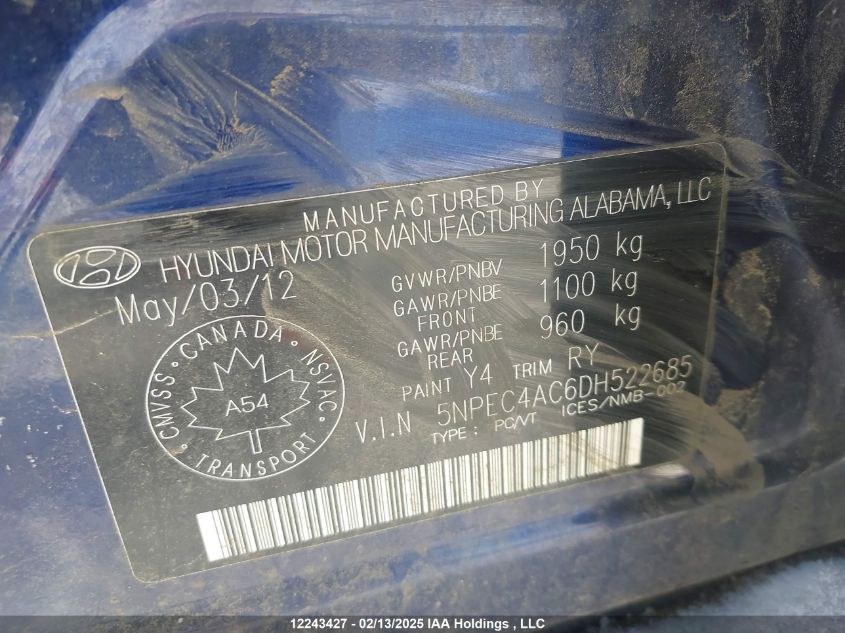 MANUFACTURED BY
HYUNDAI MOTOR MANUFACTURING ALABAMA, LLC
May/03/12
GVWR/PNBV 1950 kg
GAWR/PNBE FRONT 1100 kg
GAWR/PNBE REAR 960 kg
PAINT Y4 TRIM RY
V.I.N 5NPEC4AC6DH522685
TYPE: PC/VT ICES/NMB-002
CMVSS · CANADA · NSVAC · TRANSPORT ·
A54
12243427 - 02/13/2025 IAA Holdings , LLC